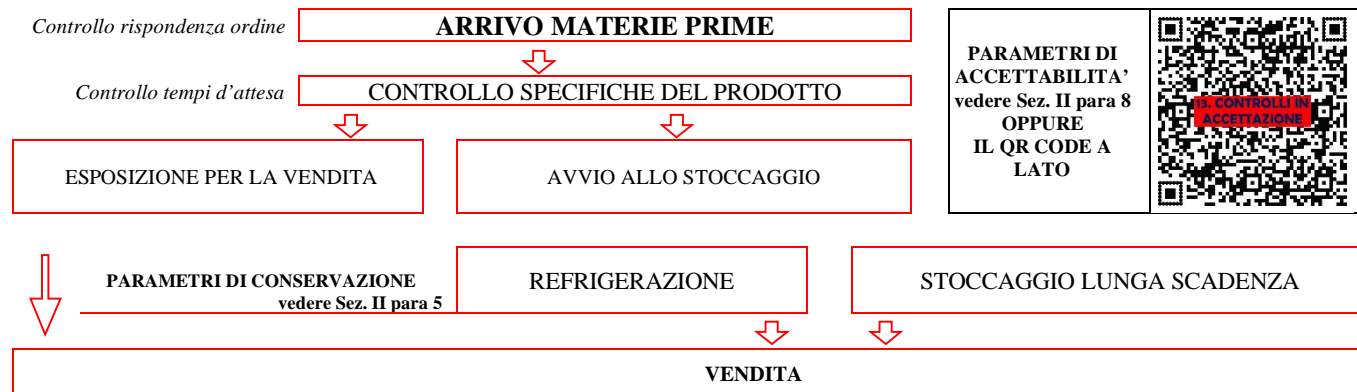 Controllo rispondenza ordine
ARRIVO MATERIE PRIME
Controllo tempi d'attesa
CONTROLLO SPECIFICHE DEL PRODOTTO
PARAMETRI DI
ACCETTABILITA’
vedere Sez. II para 8
OPPURE
IL QR CODE A
LATO
13. CONTROLLI IN
ACCETTAZIONE
ESPOSIZIONE PER LA VENDITA
AVVIO ALLO STOCCAGGIO
PARAMETRI DI CONSERVAZIONE
vedere Sez. II para 5
REFRIGERAZIONE
STOCCAGGIO LUNGA SCADENZA
VENDITA